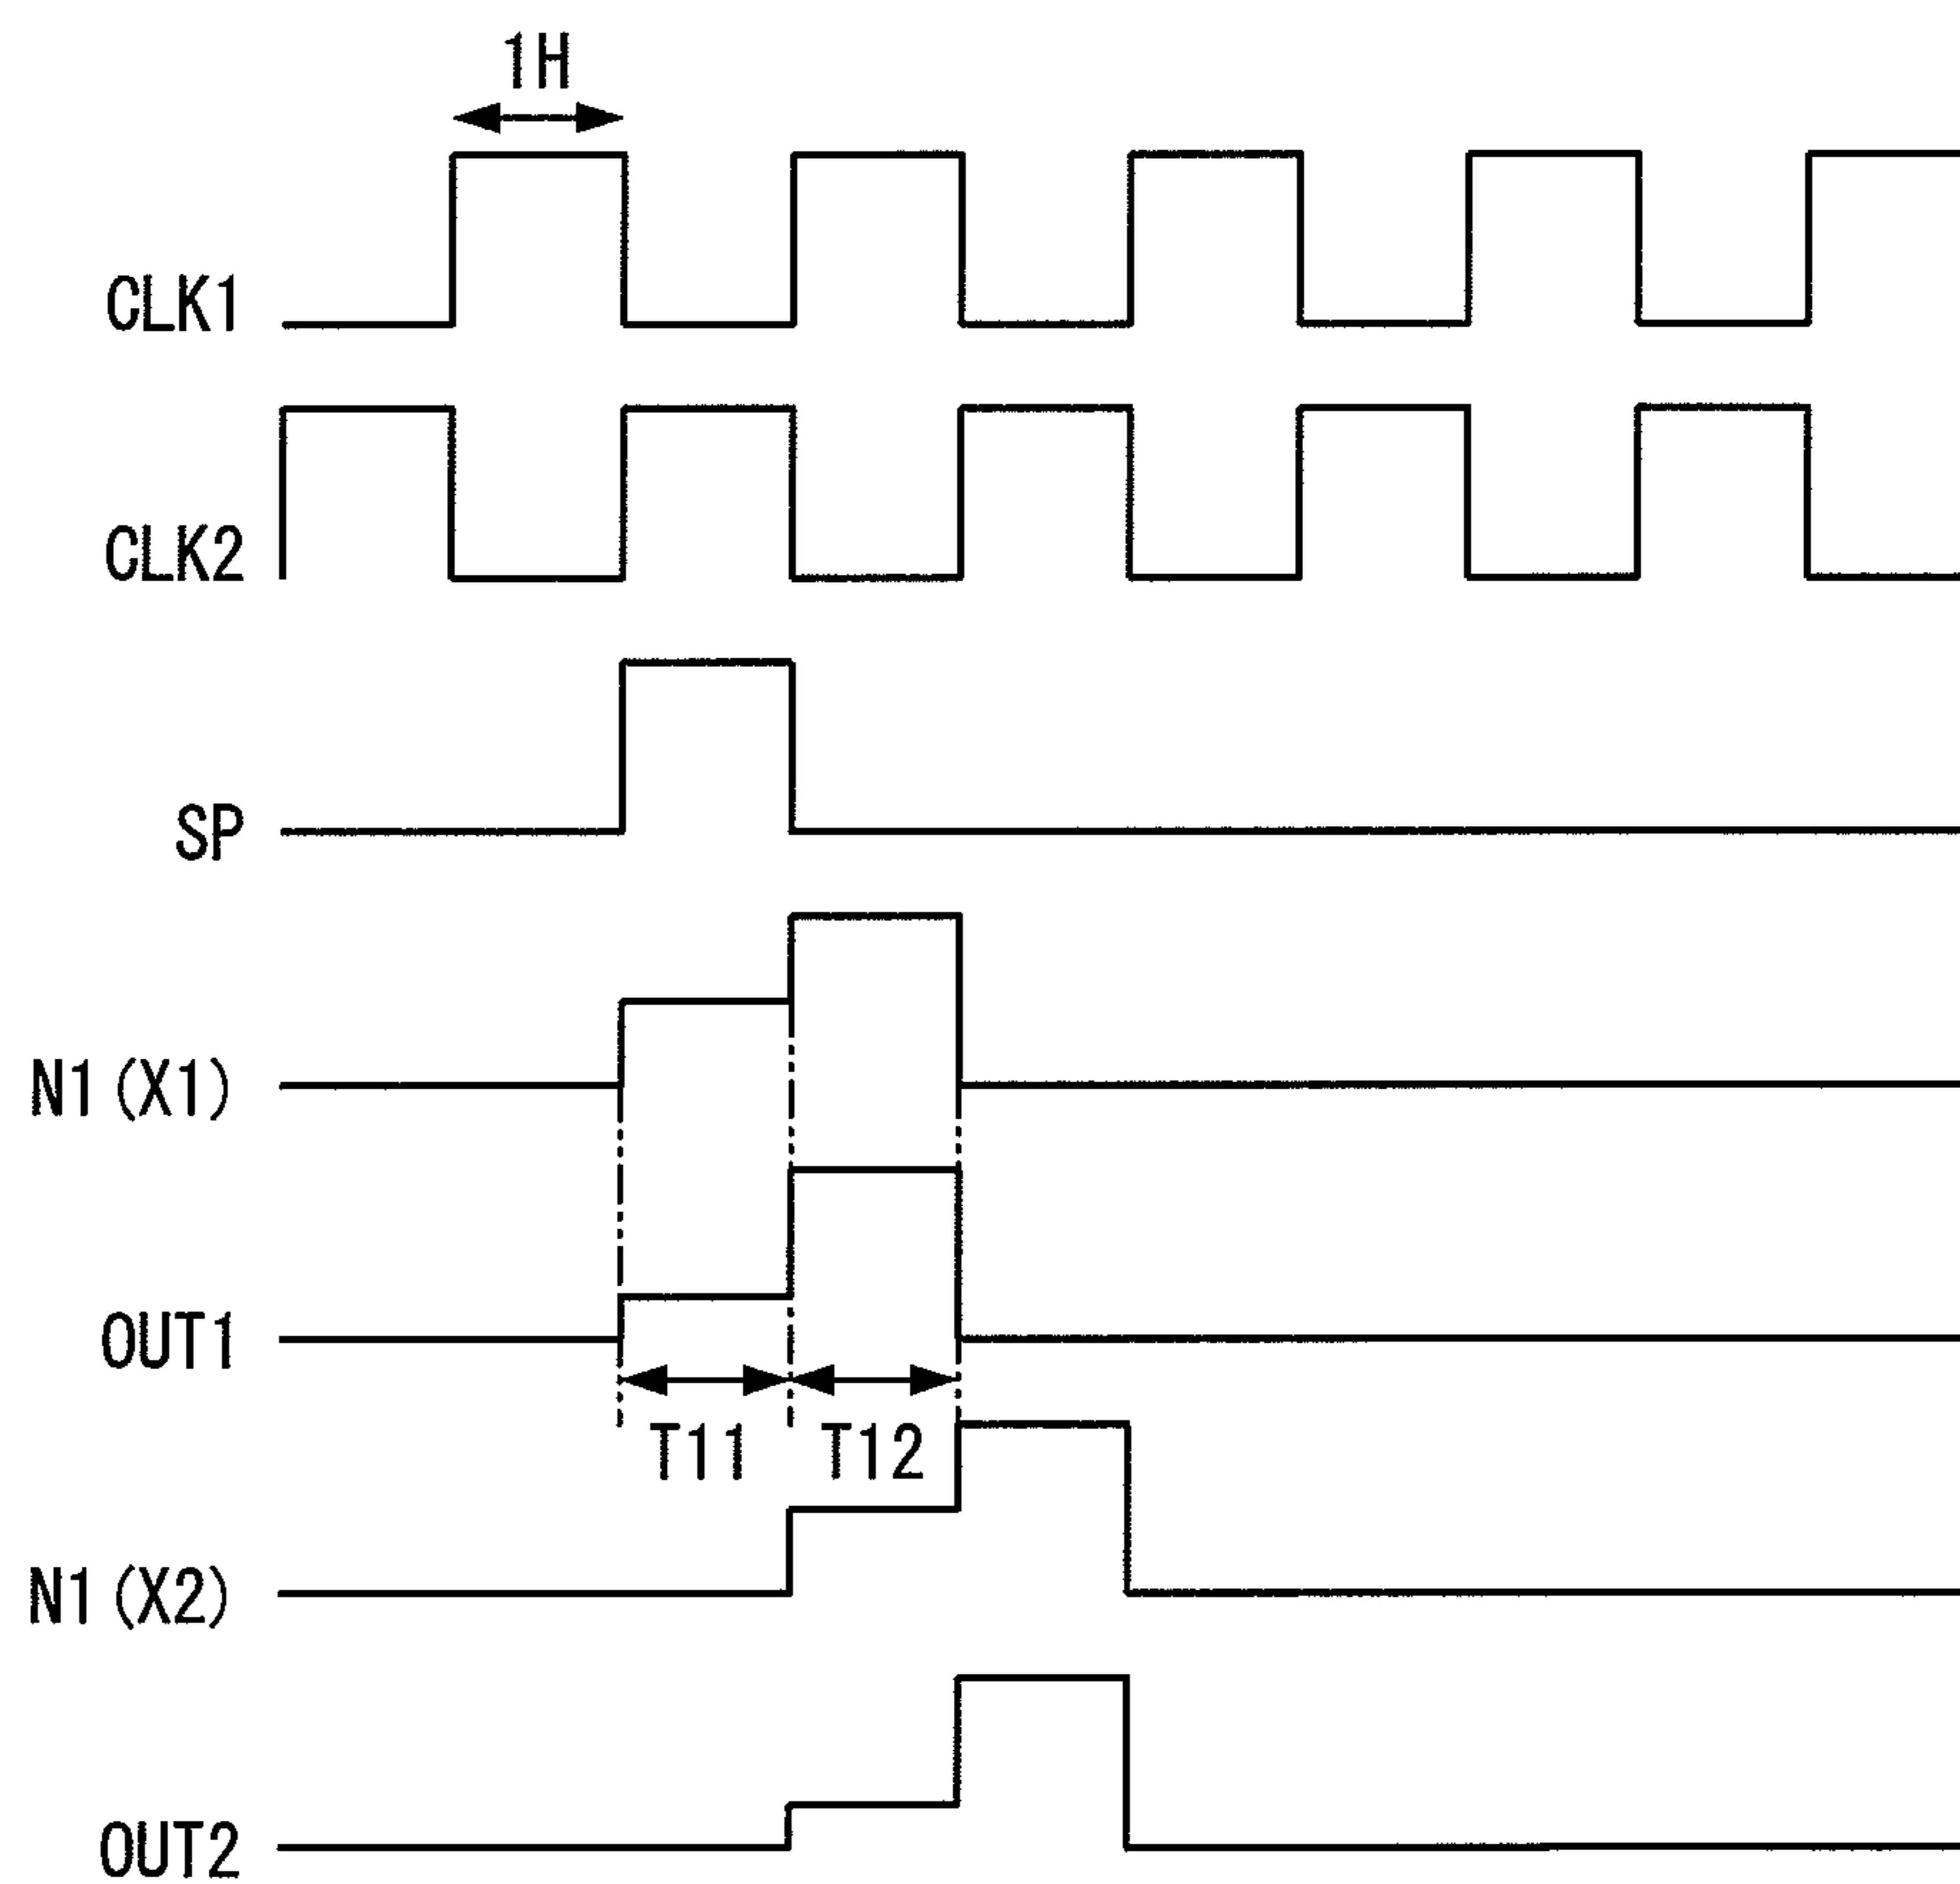 1H
CLK1
CLK2
SP
N1(X1)
OUT1
T11 T12
N1(X2)
OUT2